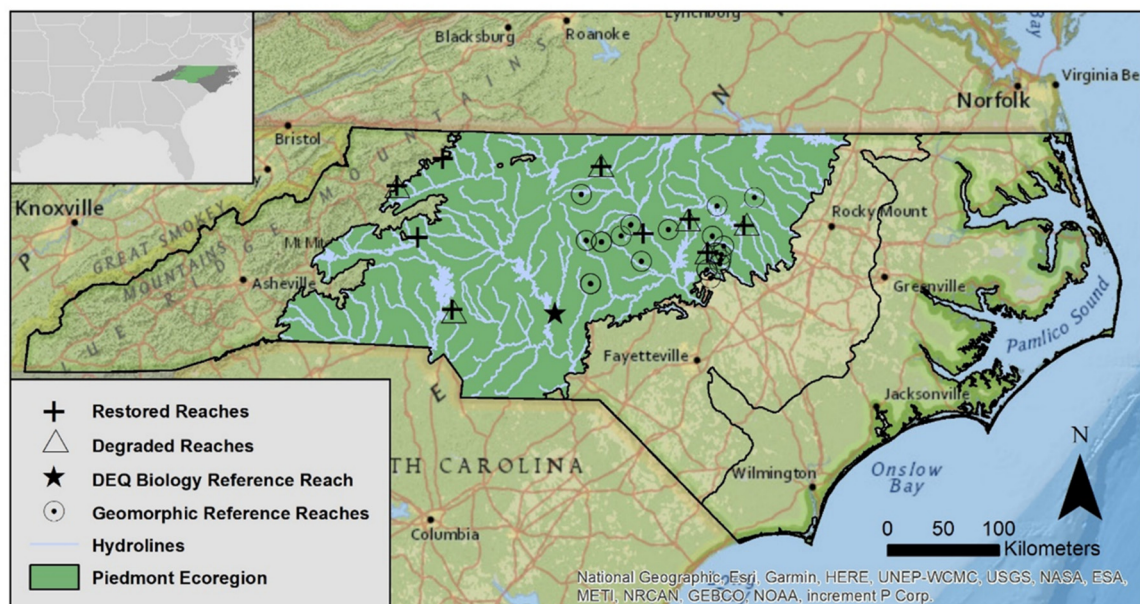 Lynchburg
Bay
Blacksburg
Roanoke
Virginia Be
Norfolk
Bristol
Knoxville
GREAT SMOKEY
MOUNTAINS
Mt Mit
Asheville
Rocky Mount
Greenville
Pamlico Sound
Fayetteville
Jacksonville
Wilmington
Onslow
Bay
TH CAROLINA
Columbia
Restored Reaches
Degraded Reaches
DEQ Biology Reference Reach
Geomorphic Reference Reaches
Hydrolines
Piedmont Ecoregion
N
0 50 100
Kilometers
National Geographic, Esri, Garmin, HERE, UNEP-WCMC, USGS, NASA, ESA,
METI, NRCAN, GEBCO, NOAA, increment P Corp.